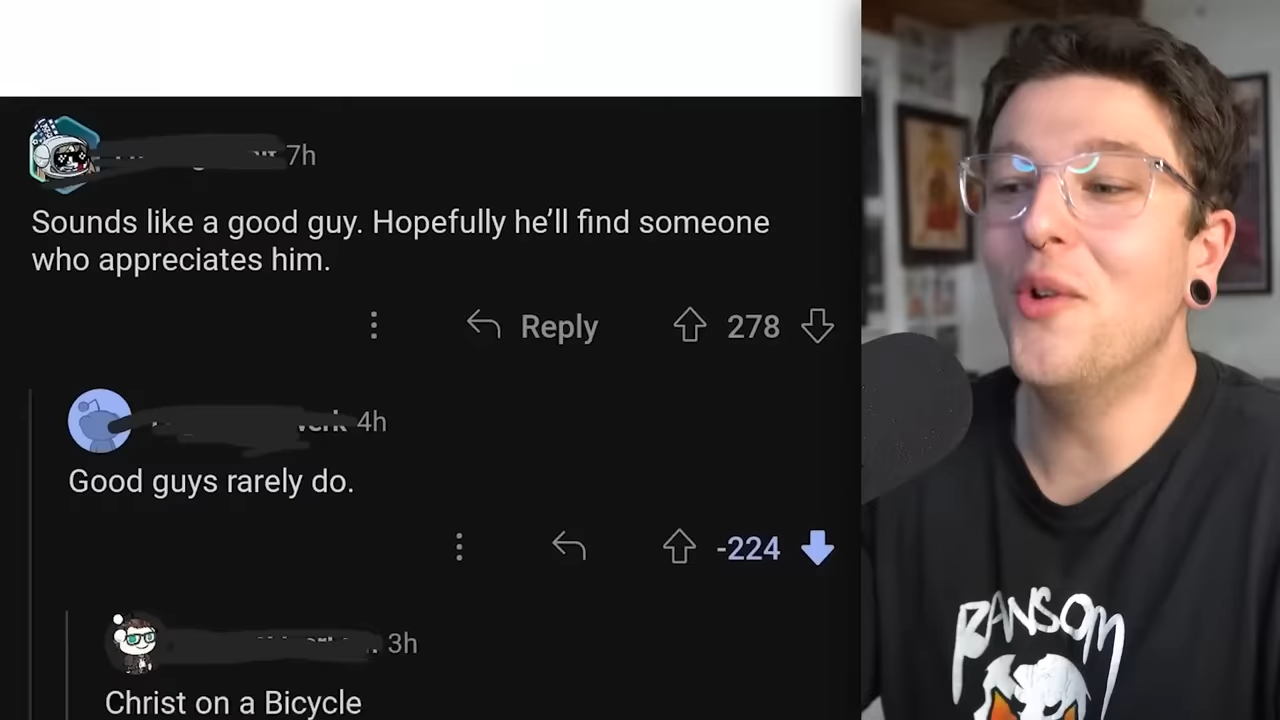 7h
Sounds like a good guy. Hopefully he’ll find someone
who appreciates him.
Reply 278
4h
Good guys rarely do.
-224
3h
Christ on a Bicycle
RANSOM